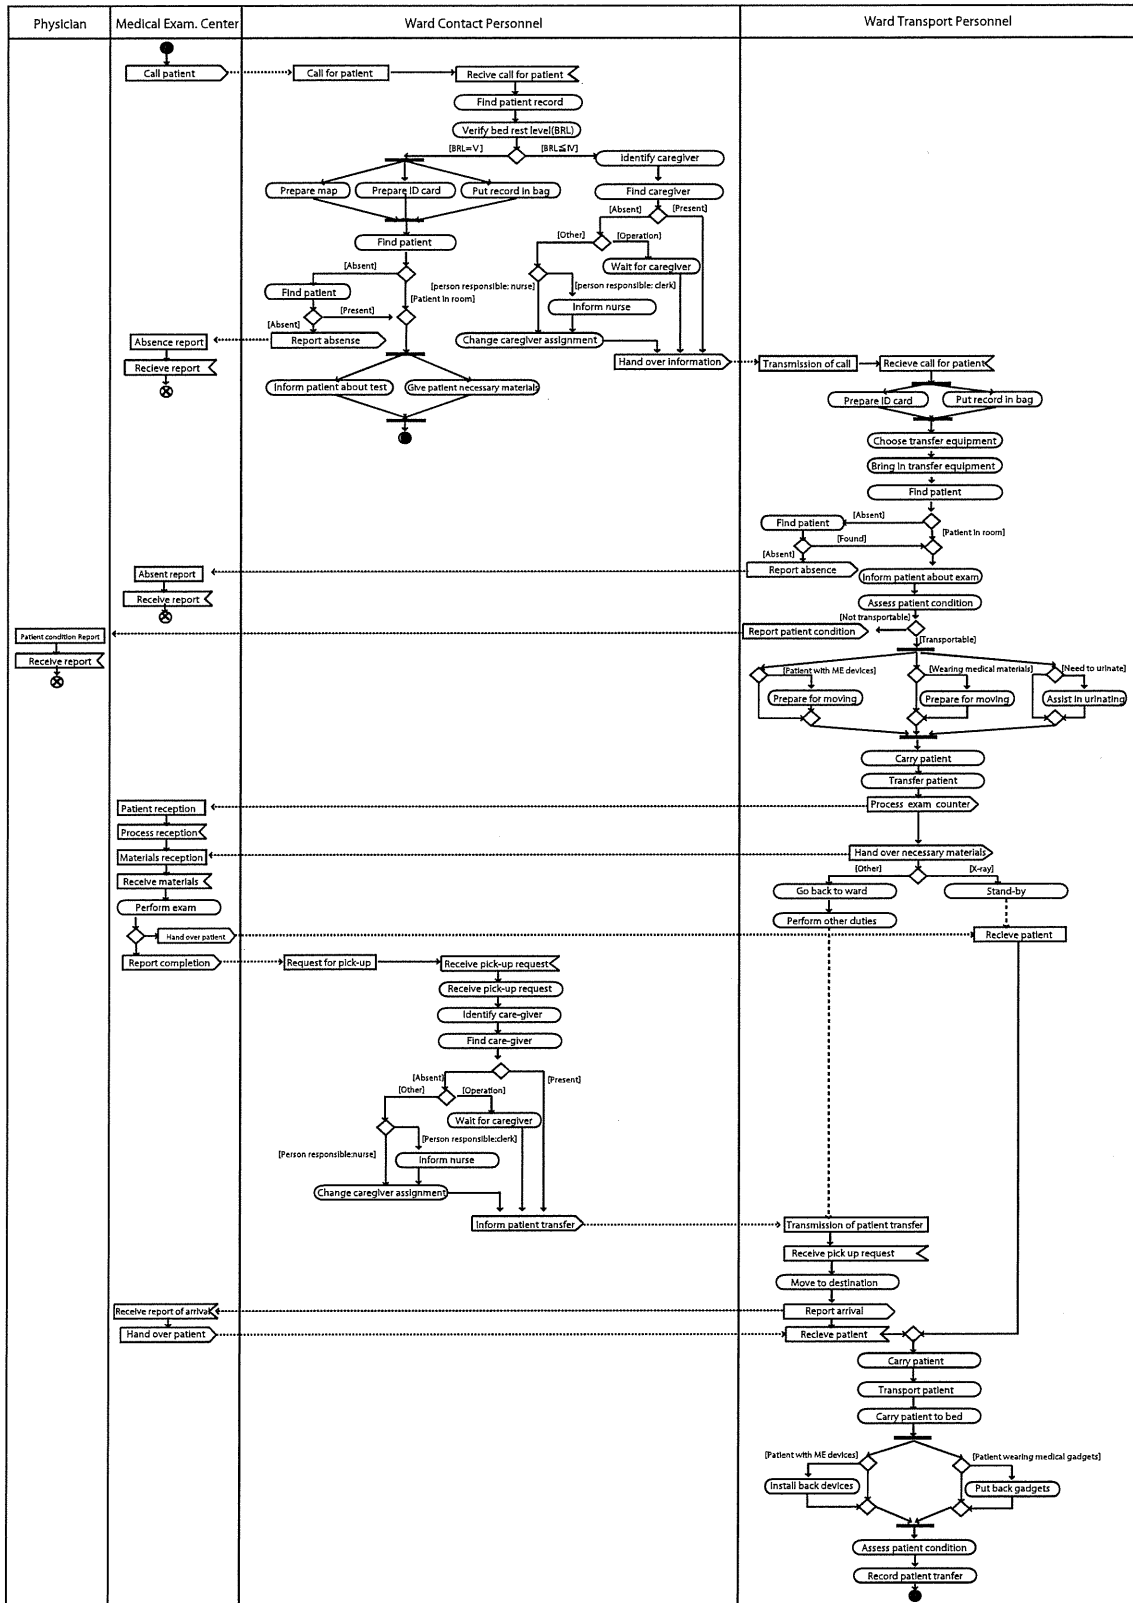 Physician
Medical Exam. Center
Ward Contact Personnel
Ward Transport Personnel
Call patient
Call for patient
Recive call for patient
Find patient record
Verify bed rest level(BRL)
[BRL=V]
[BRL≦IV]
Identify caregiver
Prepare map
Prepare ID card
Put record in bag
Find caregiver
[Absent]
[Present]
Find patient
[Other]
[Operation]
Wait for caregiver
[Absent]
Find patient
[Patient in room]
[person responsible: nurse]
[person responsible: clerk]
Inform nurse
[Present]
[Absent]
Absence report
Report absense
Change caregiver assignment
Recieve report
Hand over information
Transmission of call
Recieve call for patient
Inform patient about test
Give patient necessary materials
Prepare ID card
Put record in bag
Choose transfer equipment
Bring in transfer equipment
Find patient
[Absent]
Find patient
[Patient in room]
[Found]
[Absent]
Absent report
Report absence
Inform patient about exam
Receive report
Assess patient condition
[Not transportable]
Patient condition Report
Report patient condition
[Transportable]
Receive report
[Patient with ME devices]
[Wearing medical materials]
[Need to urinate]
Prepare for moving
Prepare for moving
Assist in urinating
Carry patient
Transfer patient
Patient reception
Process exam counter
Process reception
Materials reception
Hand over necessary materials
[Other]
[X-ray]
Receive materials
Go back to ward
Stand-by
Perform exam
Perform other duties
Hand over patient
Recieve patient
Report completion
Request for pick-up
Receive pick-up request
Receive pick-up request
Identify care-giver
Find care-giver
[Absent]
[Present]
[Other]
[Operation]
Wait for caregiver
[Person responsible:clerk]
[Person responsible:nurse]
Inform nurse
Change caregiver assignment
Inform patient transfer
Transmission of patient transfer
Receive pick up request
Move to destination
Receive report of arrival
Report arrival
Hand over patient
Recieve patient
Carry patient
Transport patient
Carry patient to bed
[Patient with ME devices]
[Patient wearing medical gadgets]
Install back devices
Put back gadgets
Assess patient condition
Record patient tranfer